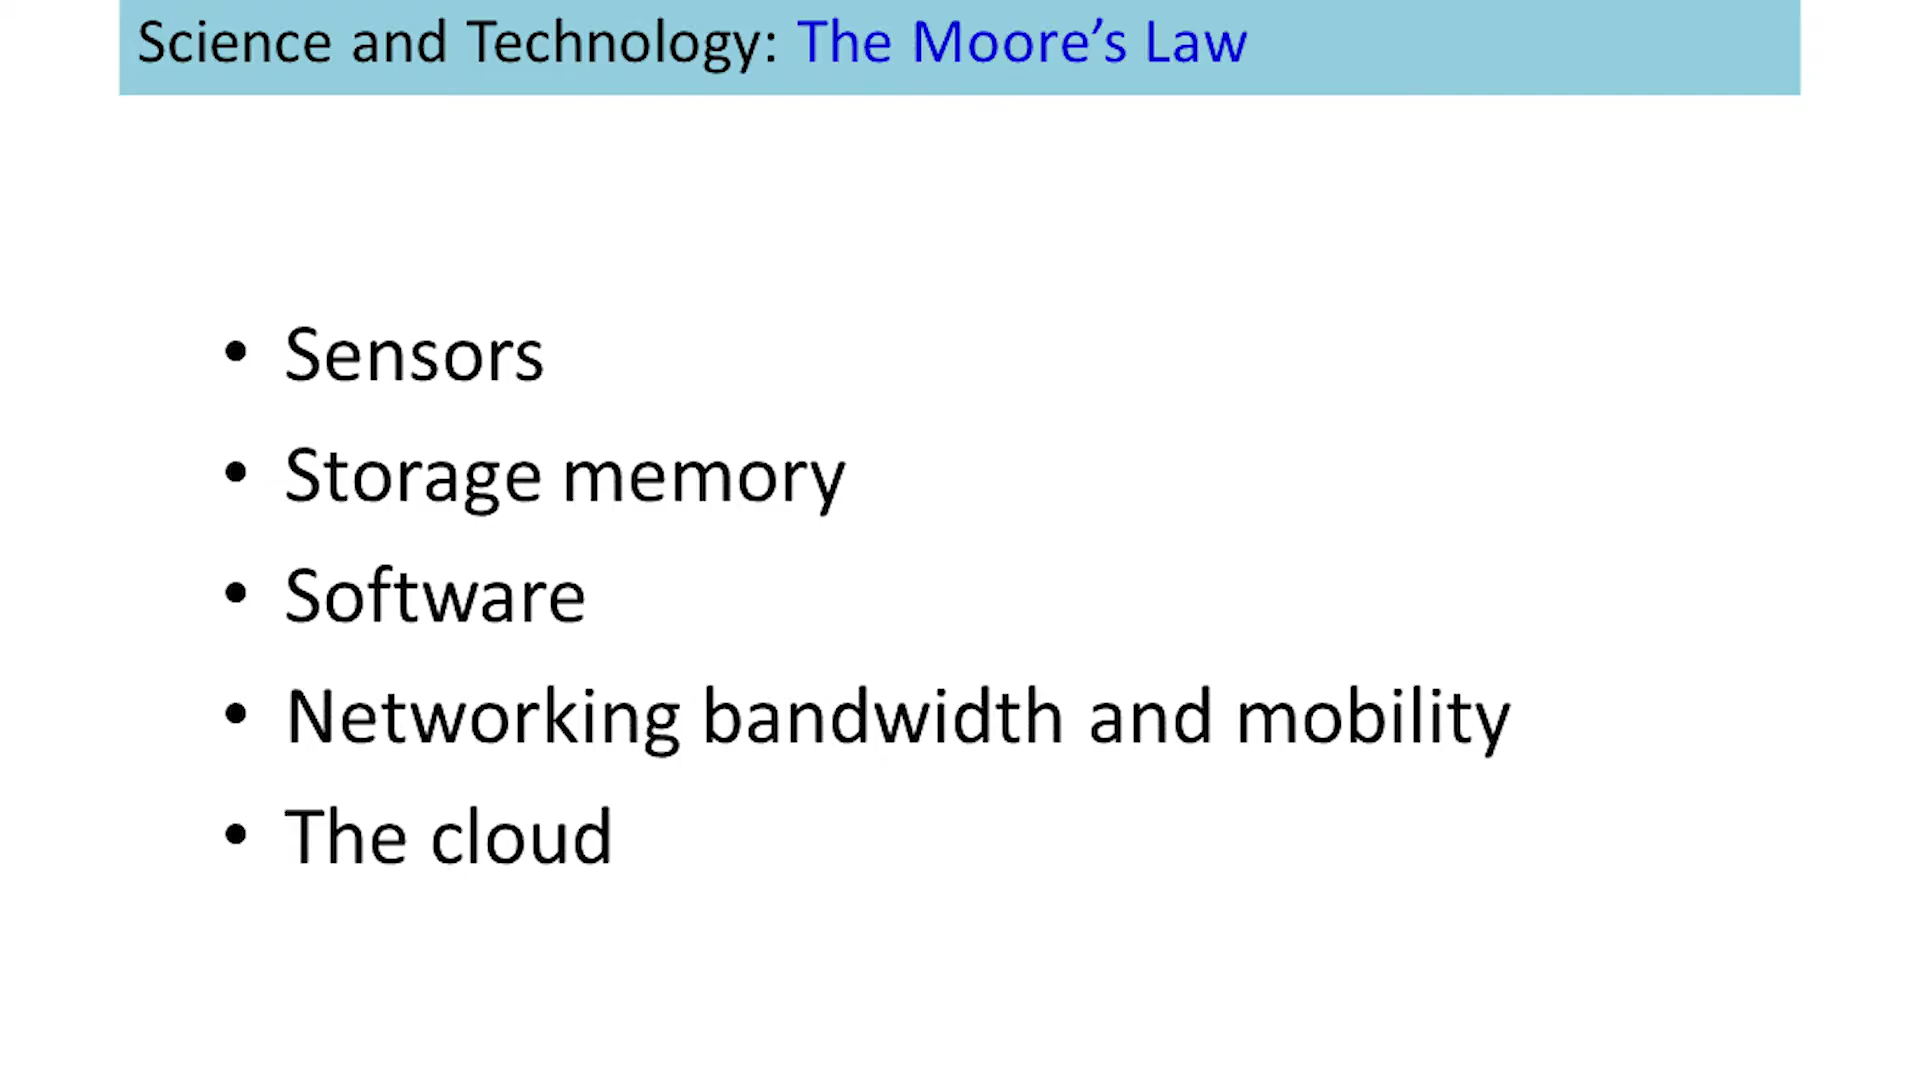 Science and Technology: The Moore’s Law
• Sensors
• Storage memory
• Software
• Networking bandwidth and mobility
• The cloud